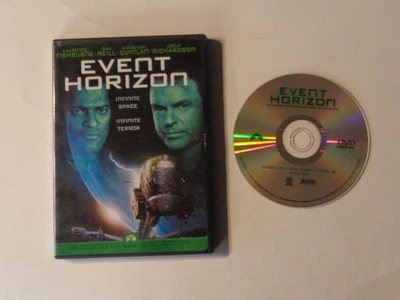 LAURENCE SAM KATHLEEN JOELY
FISHBURNE NEILL QUINLAN RICHARDSON
EVENT
HORIZON
INFINITE
SPACE
INFINITE
TERROR
EVENT
HORIZON
DVD